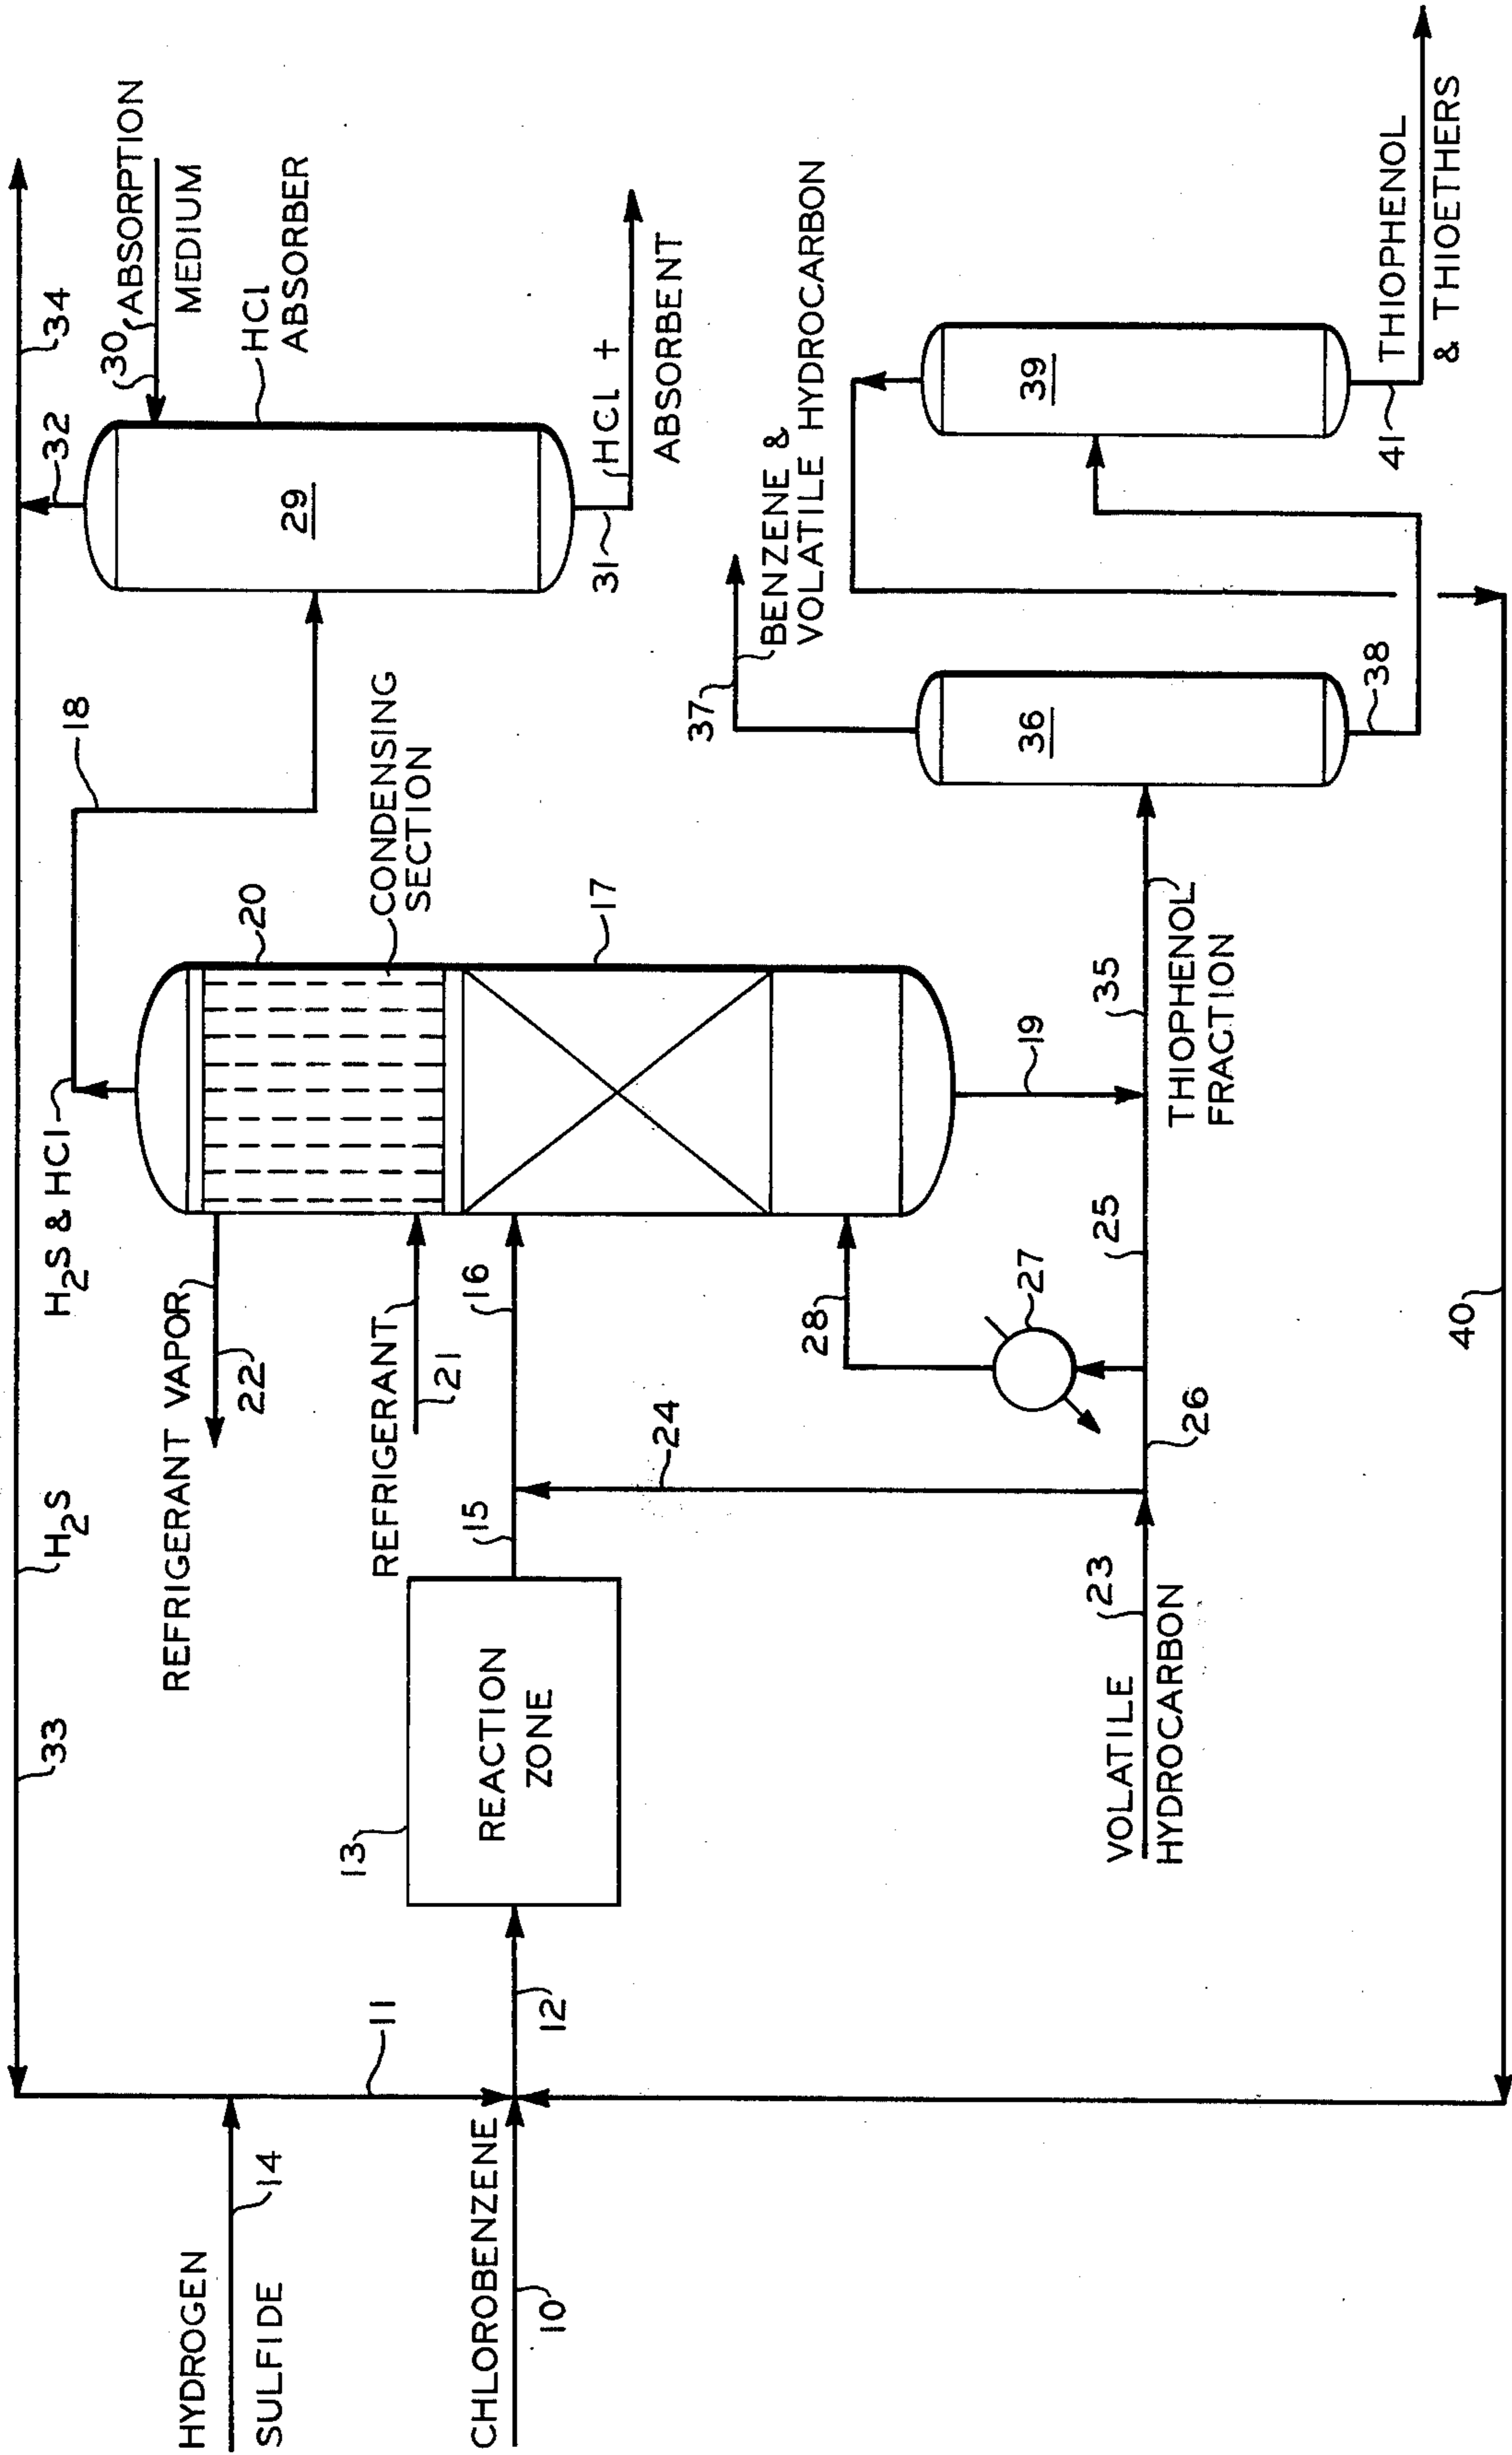 34
H2S
33
32
30
ABSORPTION
MEDIUM
HCl
ABSORBER
29
31
HCl +
ABSORBENT
18
H2S & HCl
20
CONDENSING
SECTION
17
REFRIGERANT VAPOR
22
REFRIGERANT
21
16
15
24
19
28
27
HYDROGEN
SULFIDE
14
11
CHLOROBENZENE
10
12
13
REACTION
ZONE
VOLATILE
HYDROCARBON
23
26
25
35
THIOPHENOL
FRACTION
36
37
BENZENE &
VOLATILE HYDROCARBON
38
39
40
41
THIOPHENOL
& THIOETHERS